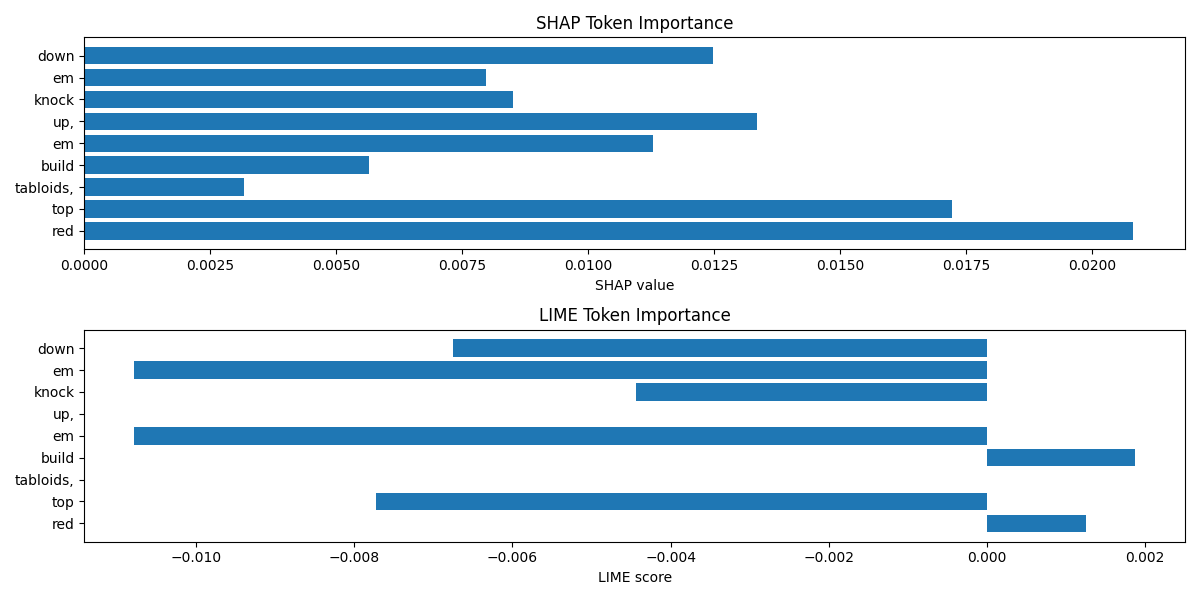 SHAP Token Importance
down
em
knock
up,
em
build
tabloids,
top
red
0.0000 0.0025 0.0050 0.0075 0.0100 0.0125 0.0150 0.0175 0.0200
SHAP value
LIME Token Importance
down
em
knock
up,
em
build
tabloids,
top
red
−0.010 −0.008 −0.006 −0.004 −0.002 0.000 0.002
LIME score